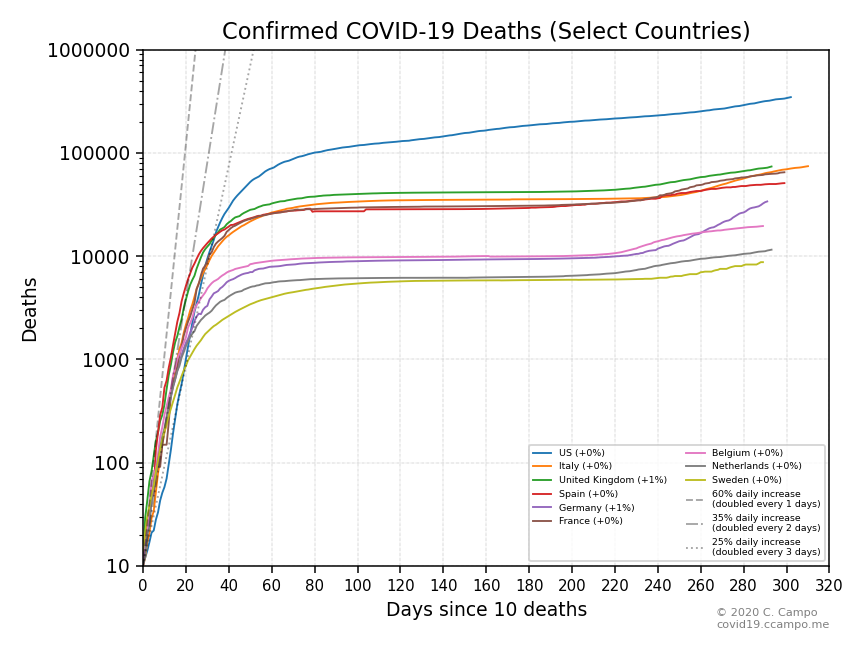 Confirmed COVID-19 Deaths (Select Countries)
1000000
100000
10000
1000
100
10
Deaths
US (+0%)
Italy (+0%)
United Kingdom (+1%)
Spain (+0%)
Germany (+1%)
France (+0%)
Belgium (+0%)
Netherlands (+0%)
Sweden (+0%)
60% daily increase
(doubled every 1 days)
35% daily increase
(doubled every 2 days)
25% daily increase
(doubled every 3 days)
0 20 40 60 80 100 120 140 160 180 200 220 240 260 280 300 320
Days since 10 deaths
© 2020 C. Campo
covid19.ccampo.me